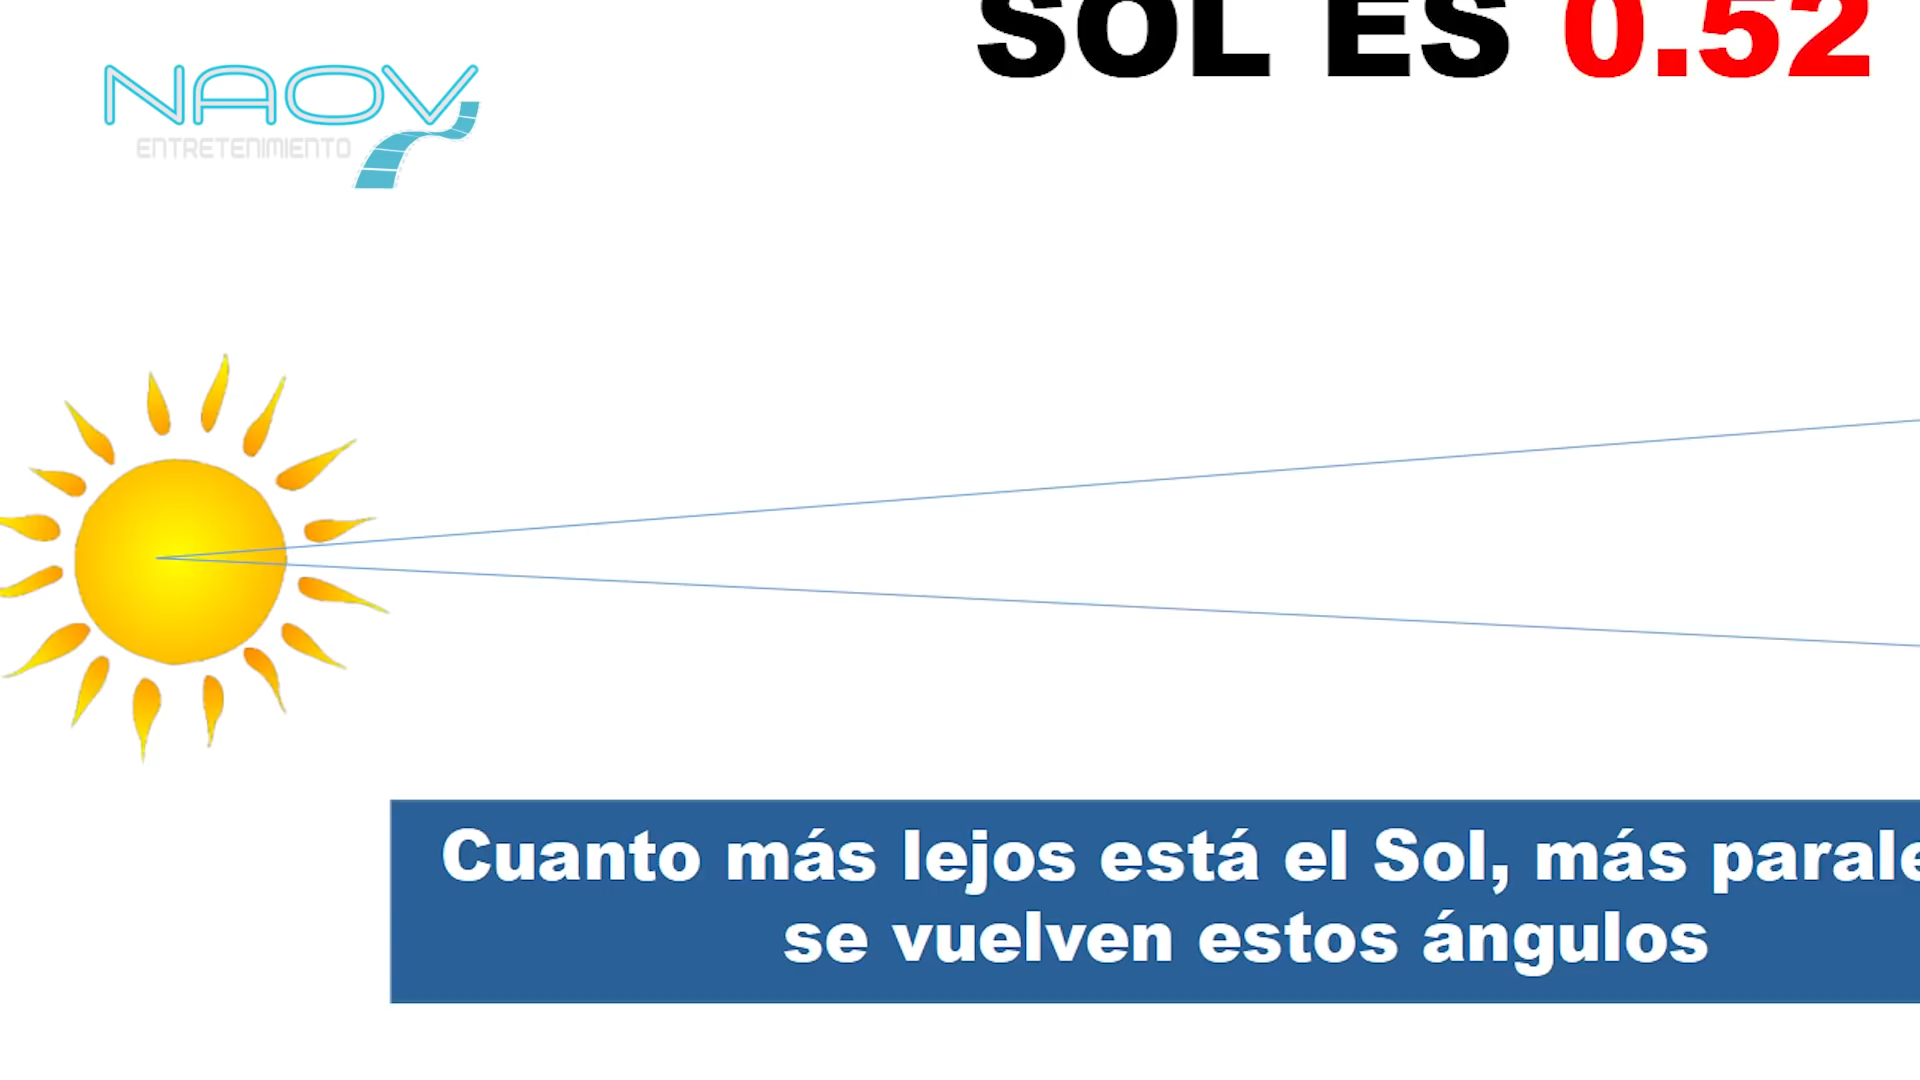 SOL ES 0.52
NAOV
ENTRETENIMIENTO
Cuanto más lejos está el Sol, más parale
se vuelven estos ángulos